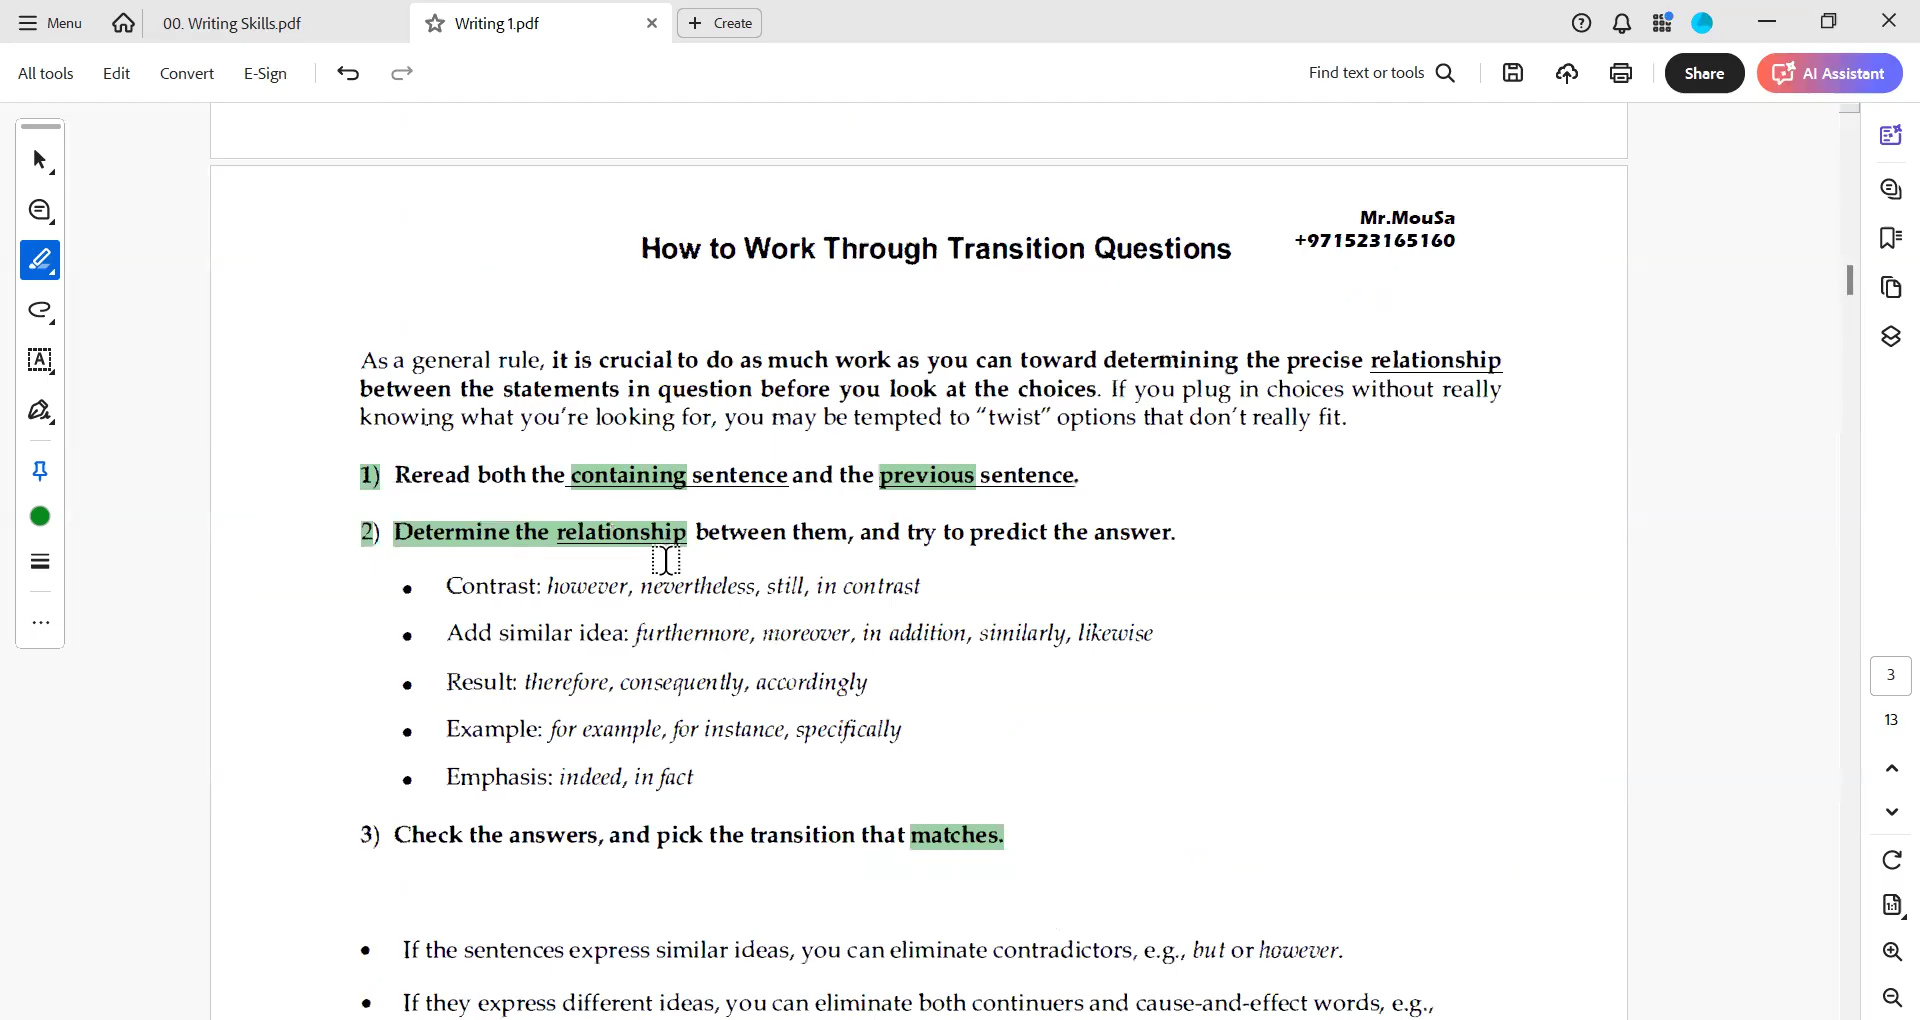 Menu
00. Writing Skills.pdf
Writing 1.pdf
Create
All tools
Edit
Convert
E-Sign
Find text or tools
Share
AI Assistant
Mr.MouSa
+971523165160
How to Work Through Transition Questions
As a general rule, it is crucial to do as much work as you can toward determining the precise relationship
between the statements in question before you look at the choices. If you plug in choices without really
knowing what you're looking for, you may be tempted to "twist" options that don't really fit.
1) Reread both the containing sentence and the previous sentence.
2) Determine the relationship between them, and try to predict the answer.
• Contrast: however, nevertheless, still, in contrast
• Add similar idea: furthermore, moreover, in addition, similarly, likewise
• Result: therefore, consequently, accordingly
• Example: for example, for instance, specifically
• Emphasis: indeed, in fact
3) Check the answers, and pick the transition that matches.
• If the sentences express similar ideas, you can eliminate contradictors, e.g., but or however.
• If they express different ideas, you can eliminate both continuers and cause-and-effect words, e.g.,
3
13